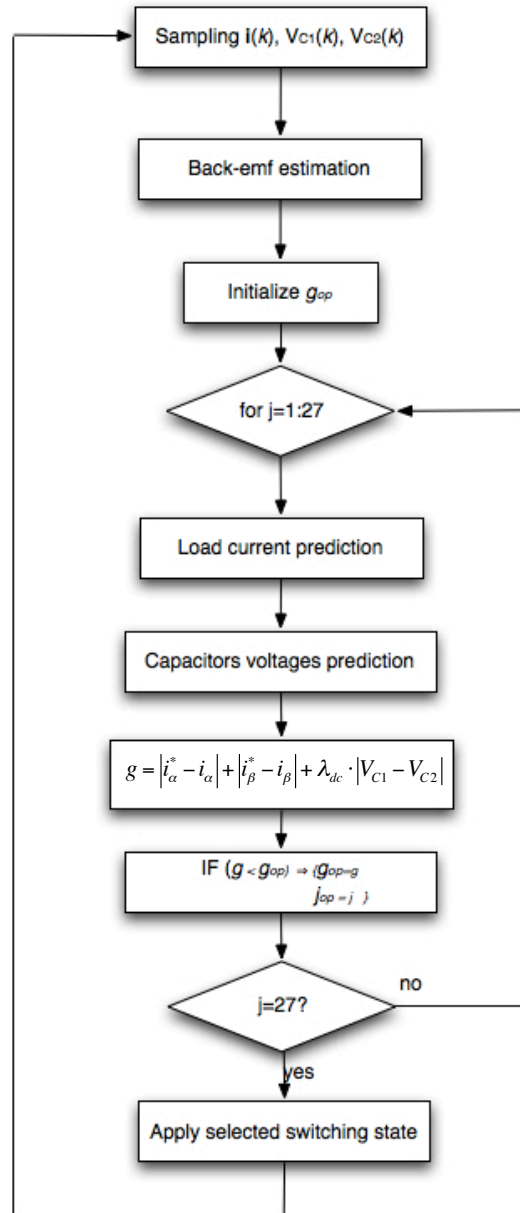 Sampling i(k), VC1(k), VC2(k)
Back-emf estimation
Initialize gop
for j=1:27
Load current prediction
Capacitors voltages prediction
g = |i*α − iα| + |i*β − iβ| + λdc · |VC1 − VC2|
IF (g < gop) ⇒ {gop=g
jop = j }
j=27?
no
yes
Apply selected switching state